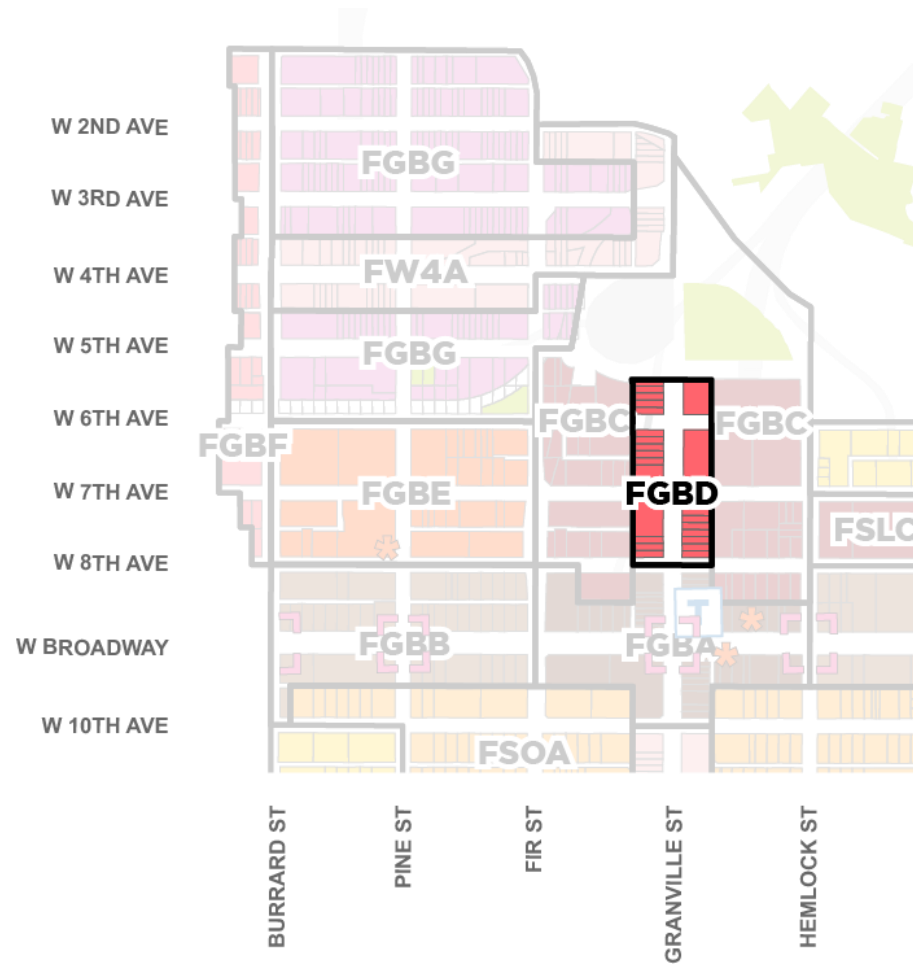 W 2ND AVE
FGBG
W 3RD AVE
W 4TH AVE
FW4A
W 5TH AVE
FGBG
W 6TH AVE
FGBC
FGBC
FGBF
W 7TH AVE
FGBE
FGBD
FSLC
W 8TH AVE
T
W BROADWAY
FGBB
FGBA
W 10TH AVE
FSOA
BURRARD ST
PINE ST
FIR ST
GRANVILLE ST
HEMLOCK ST